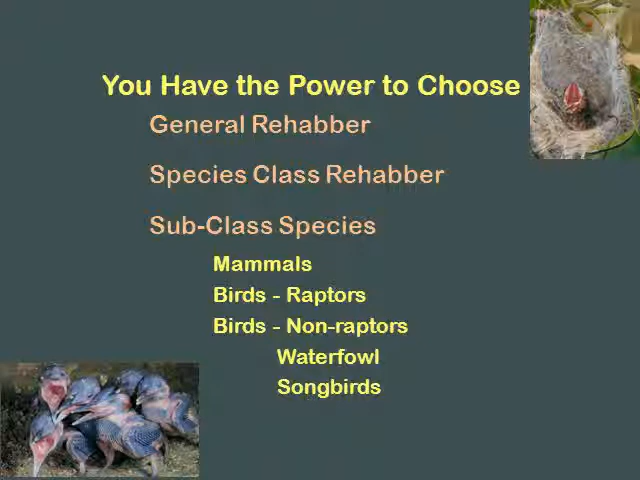 You Have the Power to Choose
General Rehabber
Species Class Rehabber
Sub-Class Species
Mammals
Birds - Raptors
Birds - Non-raptors
Waterfowl
Songbirds